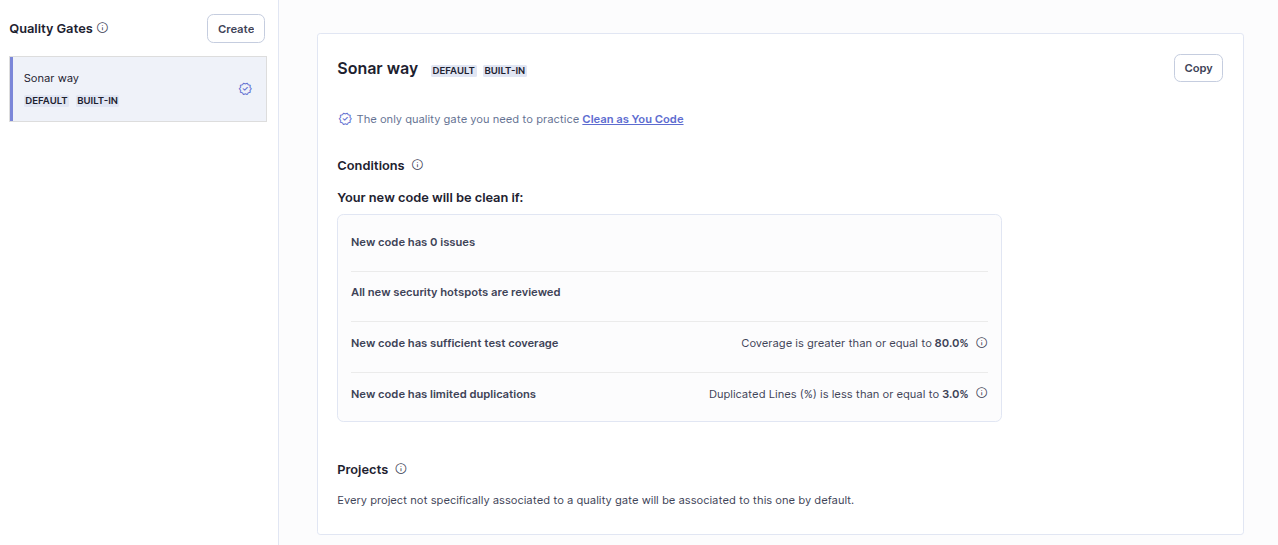 Quality Gates
Create
Sonar way
DEFAULT BUILT-IN
Sonar way DEFAULT BUILT-IN
Copy
The only quality gate you need to practice Clean as You Code
Conditions
Your new code will be clean if:
New code has 0 issues
All new security hotspots are reviewed
New code has sufficient test coverage Coverage is greater than or equal to 80.0%
New code has limited duplications Duplicated Lines (%) is less than or equal to 3.0%
Projects
Every project not specifically associated to a quality gate will be associated to this one by default.